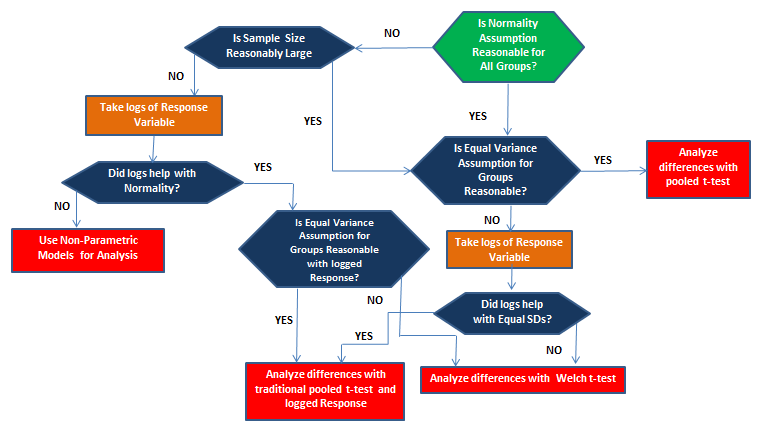 Is Normality
Assumption
Reasonable for
All Groups?
NO
Is Sample Size
Reasonably Large
NO
Take logs of Response
Variable
YES
YES
Is Equal Variance
Assumption for
Groups
Reasonable?
YES
Analyze
differences with
pooled t-test
Did logs help with
Normality?
YES
NO
Use Non-Parametric
Models for Analysis
Is Equal Variance
Assumption for
Groups Reasonable
with logged
Response?
NO
Take logs of Response
Variable
NO
YES
Did logs help
with Equal SDs?
YES
NO
Analyze differences with
traditional pooled t-test and
logged Response
Analyze differences with Welch t-test